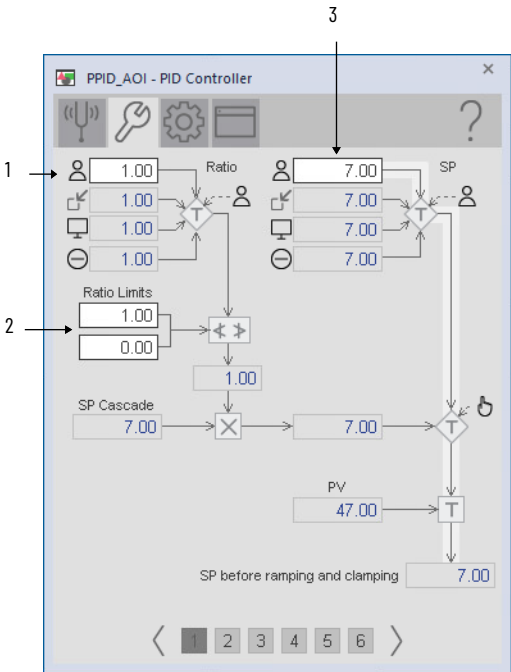 3
PPID_AOI - PID Controller ×
?
1
1.00 Ratio 7.00 SP
1.00 T 7.00 T
1.00 7.00
1.00 7.00
Ratio Limits
1.00
2
0.00
1.00
SP Cascade
7.00 7.00 T
PV
47.00 T
SP before ramping and clamping 7.00
1 2 3 4 5 6